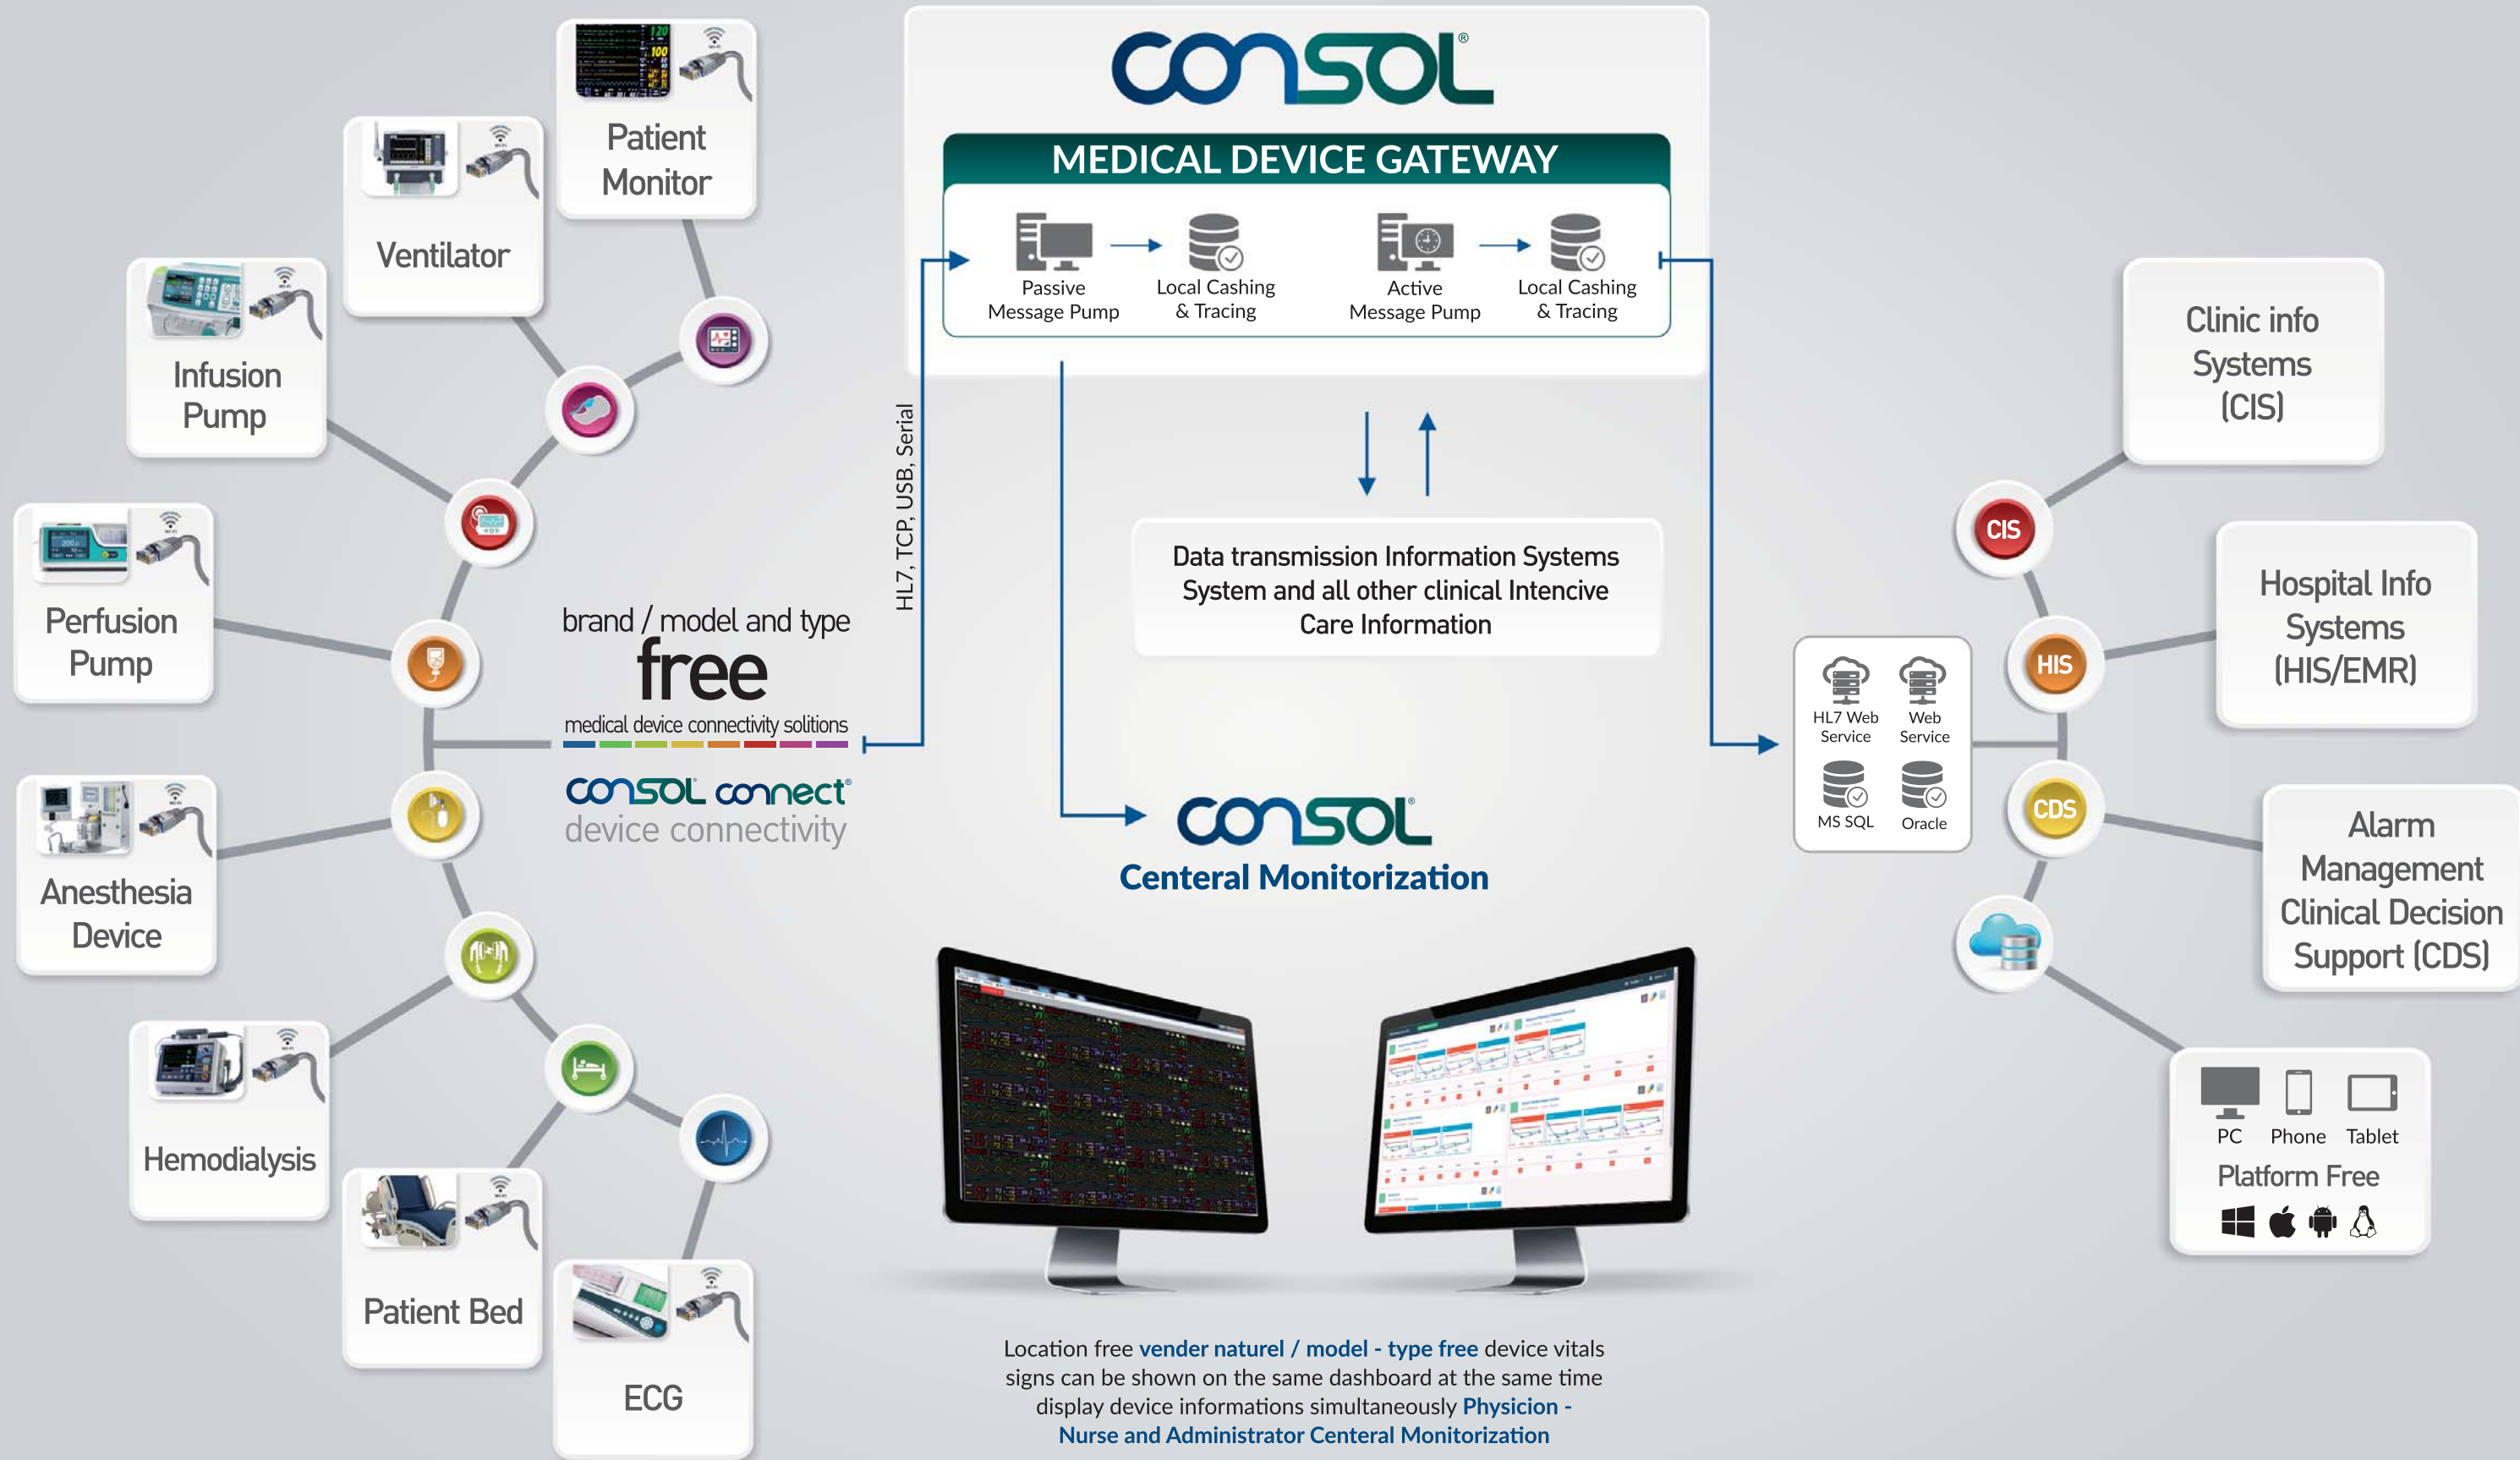 Patient
Monitor
120
100
Ventilator
Infusion
Pump
Perfusion
Pump
Anesthesia
Device
Hemodialysis
Patient Bed
ECG
brand / model and type
free
medical device connectivity solitions
consol connect®
device connectivity
HL7, TCP, USB, Serial
consol®
MEDICAL DEVICE GATEWAY
Passive
Message Pump
Local Cashing
& Tracing
Active
Message Pump
Local Cashing
& Tracing
Data transmission Information Systems
System and all other clinical Intencive
Care Information
consol®
Centeral Monitorization
Location free vender naturel / model - type free device vitals
signs can be shown on the same dashboard at the same time
display device informations simultaneously Physicion -
Nurse and Administrator Centeral Monitorization
HL7 Web
Service
Web
Service
MS SQL
Oracle
CIS
HIS
CDS
Clinic info
Systems
(CIS)
Hospital Info
Systems
(HIS/EMR)
Alarm
Management
Clinical Decision
Support (CDS)
PC
Phone
Tablet
Platform Free